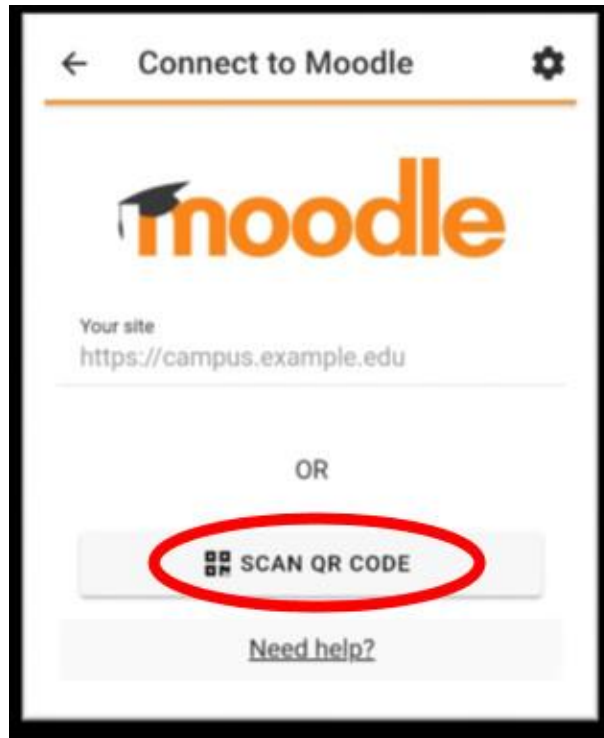 Connect to Moodle
moodle
Your site
https://campus.example.edu
OR
SCAN QR CODE
Need help?